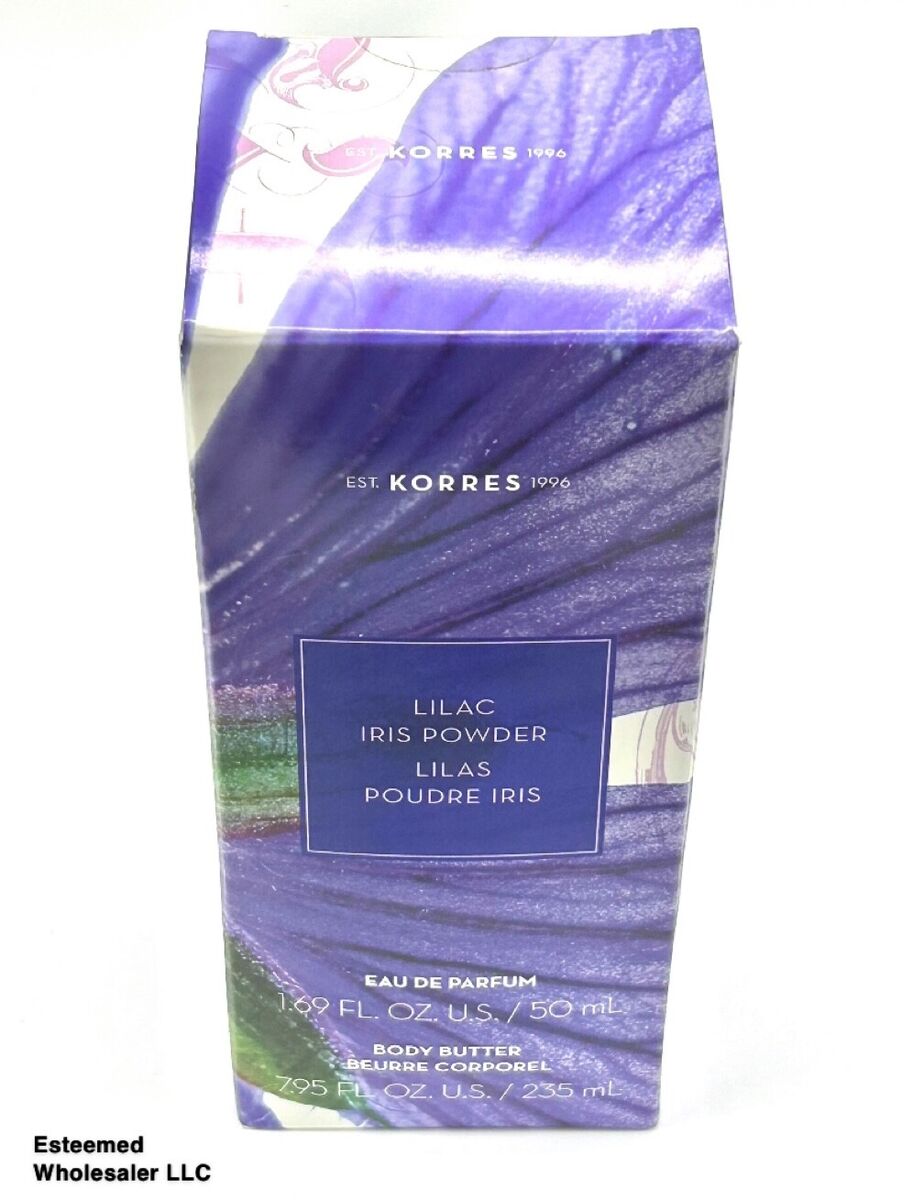 EST. KORRES 1996
EST. KORRES 1996
LILAC
IRIS POWDER
LILAS
POUDRE IRIS
EAU DE PARFUM
1.69 FL. OZ. U.S. / 50 mL
BODY BUTTER
BEURRE CORPOREL
7.95 FL. OZ. U.S. / 235 mL
Esteemed
Wholesaler LLC